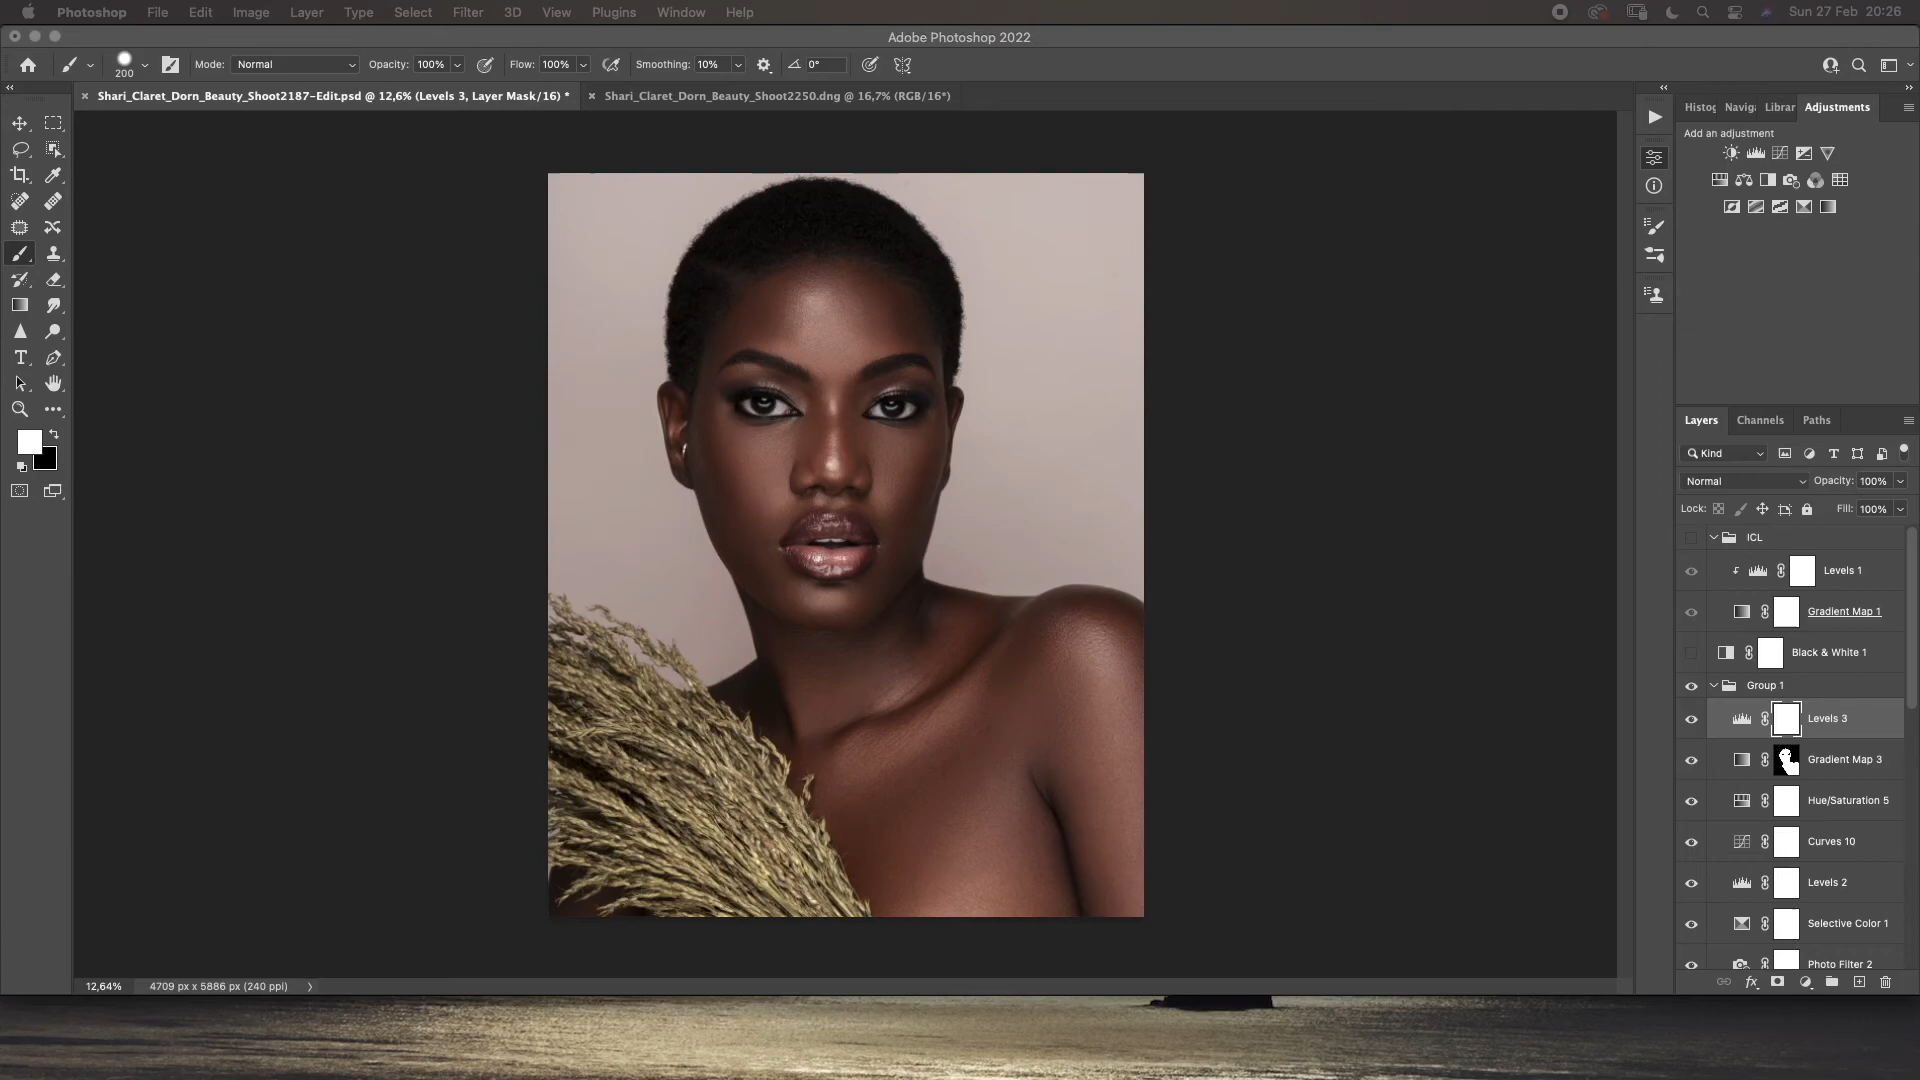 Photoshop File Edit Image Layer Type Select Filter 3D View Plugins Window Help Sun 27 Feb 20:26
Adobe Photoshop 2022
200 Mode: Normal Opacity: 100% Flow: 100% Smoothing: 10% 0°
Shari_Claret_Dorn_Beauty_Shoot2187-Edit.psd @ 12,6% (Levels 3, Layer Mask/16) * Shari_Claret_Dorn_Beauty_Shoot2250.dng @ 16,7% (RGB/16*)
Histog Naviga Librar Adjustments
Add an adjustment
Layers Channels Paths
Kind
Normal Opacity: 100%
Lock: Fill: 100%
ICL
Levels 1
Gradient Map 1
Black & White 1
Group 1
Levels 3
Gradient Map 3
Hue/Saturation 5
Curves 10
Levels 2
Selective Color 1
Photo Filter 2
12,64% 4709 px x 5886 px (240 ppi)